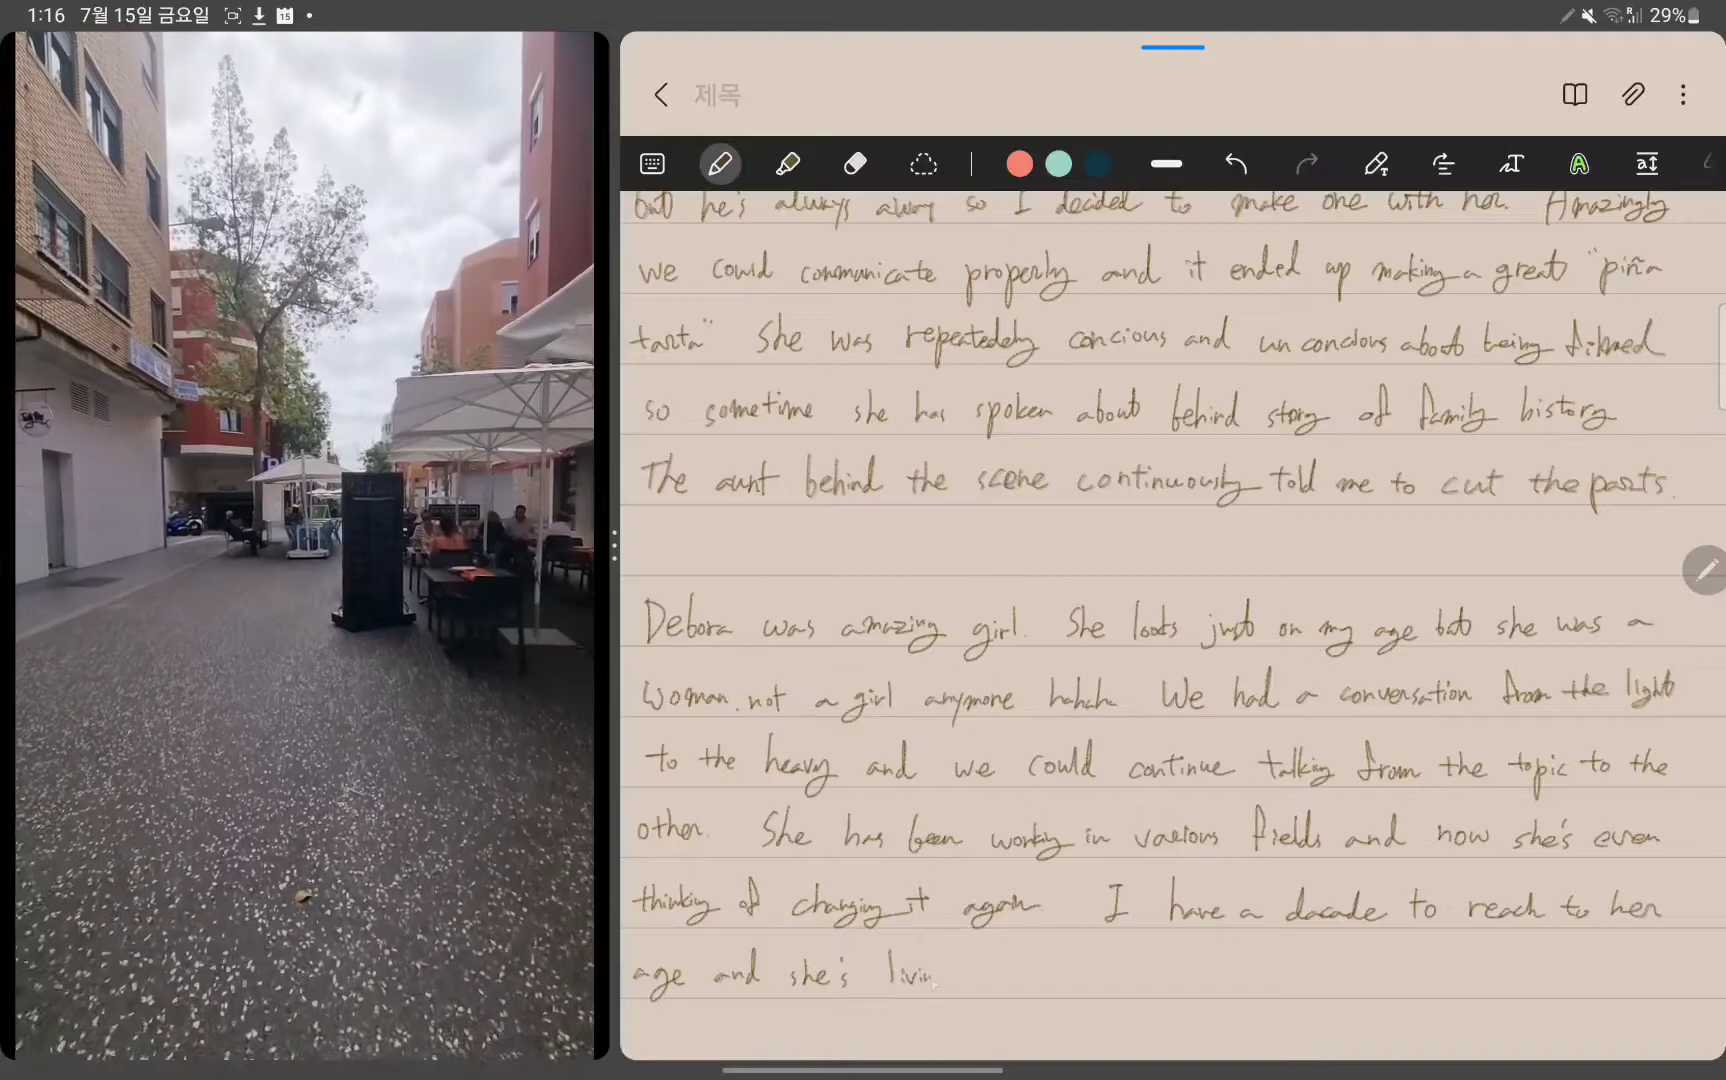 1:16 7월 15일 금요일 15
29%
제목
but he's always away so I decided to make one with her. Amazingly
we could communicate properly and it ended up making a great "piña
tarta" She was repeatedely concious and unconcious about being filmed
so sometime she has spoken about behind story of family history
The aunt behind the scene continuously told me to cut the parts.
Debora was amazing girl. She looks just on my age but she was a
woman. not a girl anymore hahaha We had a conversation from the light
to the heavy and we could continue talking from the topic to the
other. She has been working in various fields and now she's even
thinking of changing it again I have a dacade to reach to her
age and she's livin